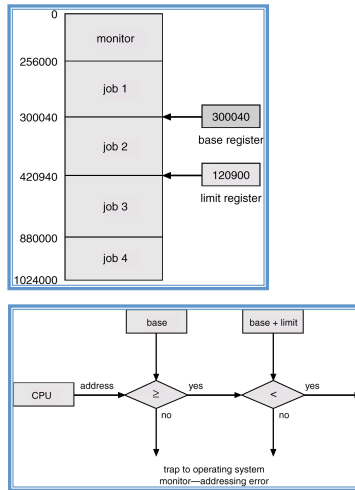 0
monitor
256000
job 1
300040
300040
base register
job 2
420940
120900
limit register
job 3
880000
job 4
1024000
base
base + limit
CPU
address
≥
yes
<
yes
no
no
trap to operating system
monitor—addressing error